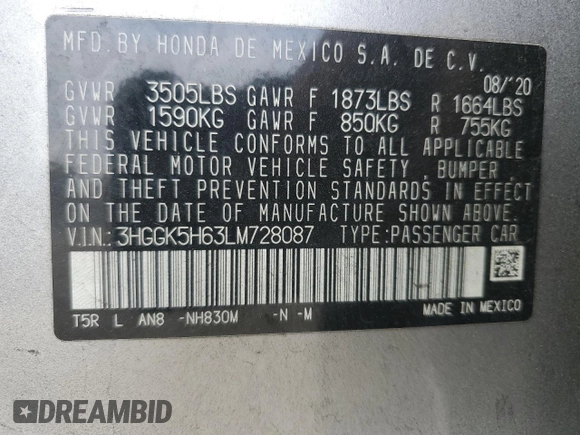 MFD. BY HONDA DE MEXICO S.A. DE C.V.
08/'20
GVWR 3505LBS GAWR F 1873LBS R 1664LBS
GVWR 1590KG GAWR F 850KG R 755KG
THIS VEHICLE CONFORMS TO ALL APPLICABLE
FEDERAL MOTOR VEHICLE SAFETY, BUMPER,
AND THEFT PREVENTION STANDARDS IN EFFECT
ON THE DATE OF MANUFACTURE SHOWN ABOVE.
V.I.N.: 3HGGK5H63LM728087 TYPE: PASSENGER CAR
T5R L AN8 -NH830M -N -M
MADE IN MEXICO
DREAMBID